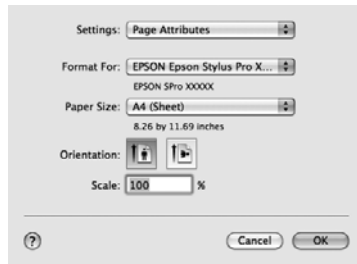 Settings: Page Attributes
Format For: EPSON Epson Stylus Pro X...
EPSON SPro XXXXX
Paper Size: A4 (Sheet)
8.26 by 11.69 inches
Orientation:
Scale: 100 %
? Cancel OK